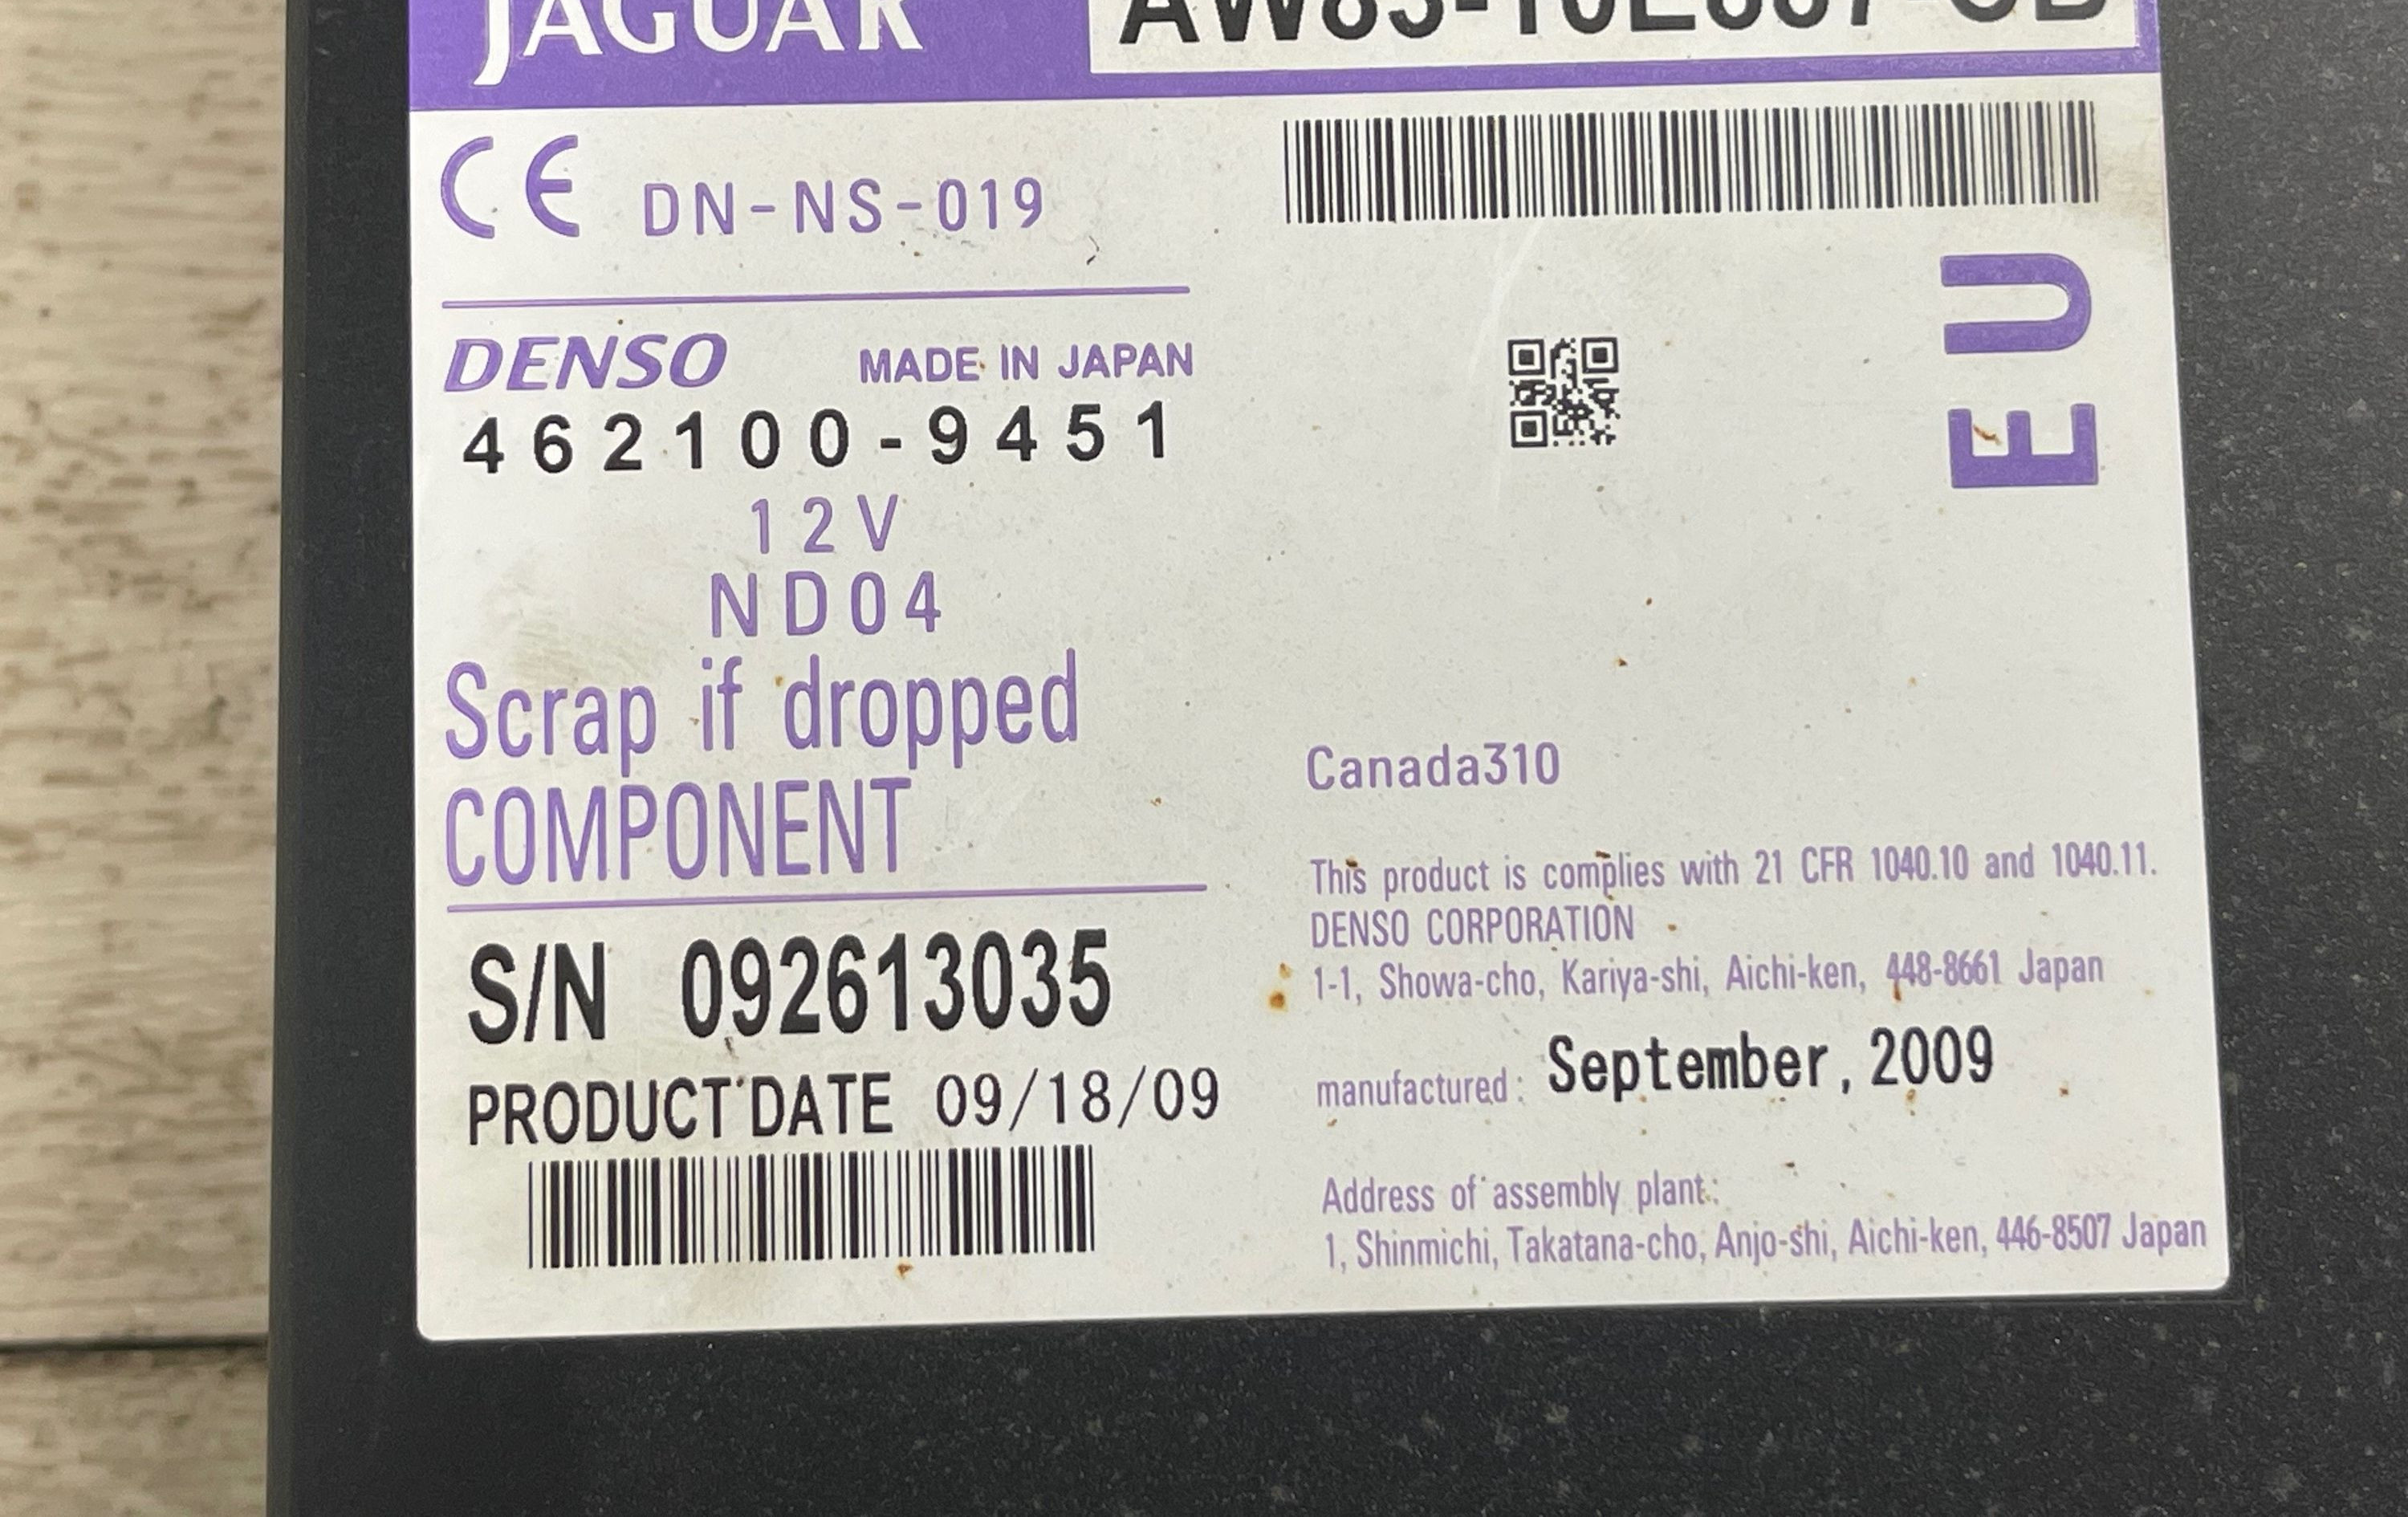 JAGUAR
CE DN-NS-019
DENSO MADE IN JAPAN
462100-9451
12V
ND04
Scrap if dropped
COMPONENT
S/N 092613035
PRODUCT DATE 09/18/09
EU
Canada310
This product is complies with 21 CFR 1040.10 and 1040.11.
DENSO CORPORATION
1-1, Showa-cho, Kariya-shi, Aichi-ken, 448-8661 Japan
manufactured: September, 2009
Address of assembly plant:
1, Shinmichi, Takatana-cho, Anjo-shi, Aichi-ken, 446-8507 Japan